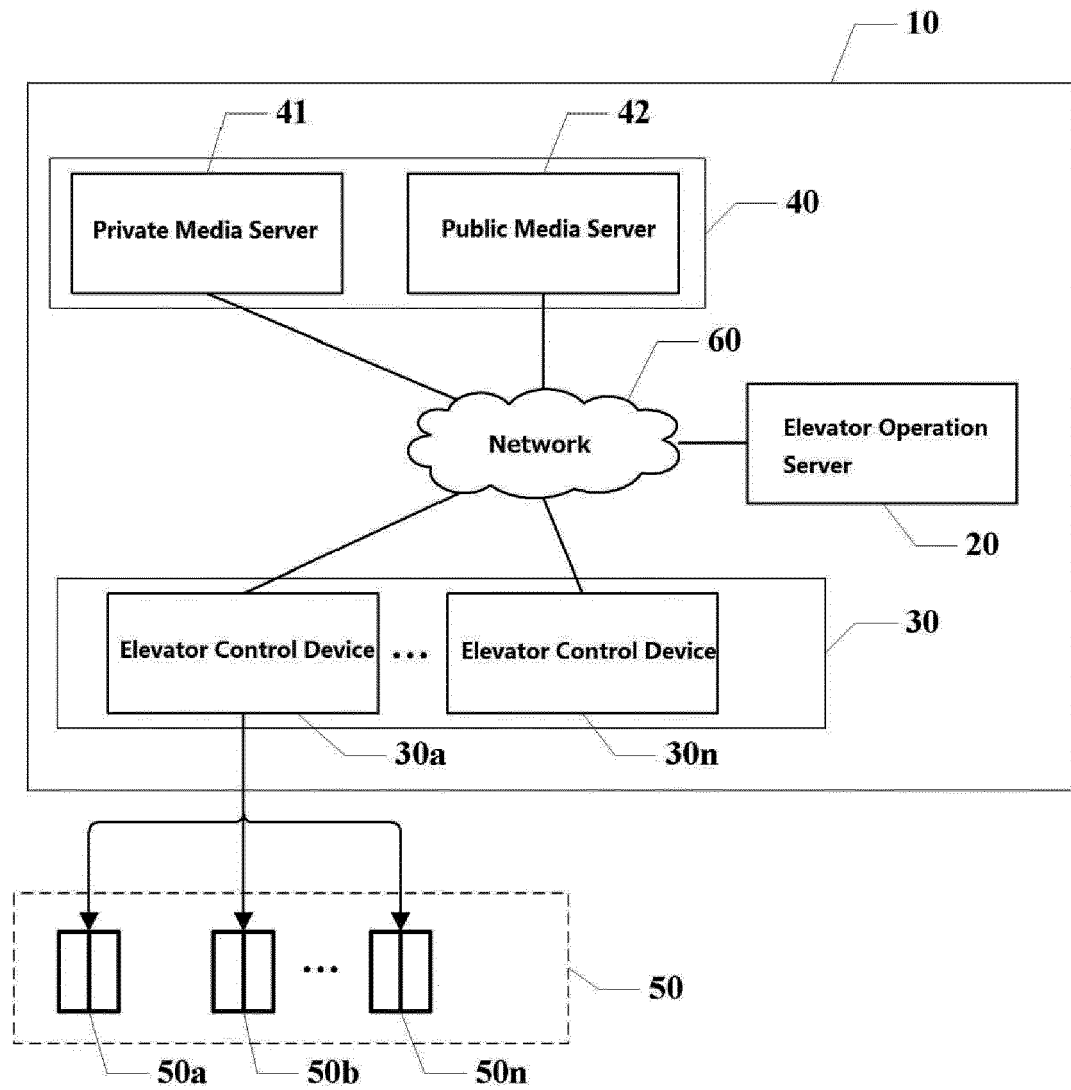 10
41
42
Private Media Server
Public Media Server
40
60
Network
Elevator Operation
Server
20
Elevator Control Device
...
Elevator Control Device
30
30a
30n
...
50
50a
50b
50n